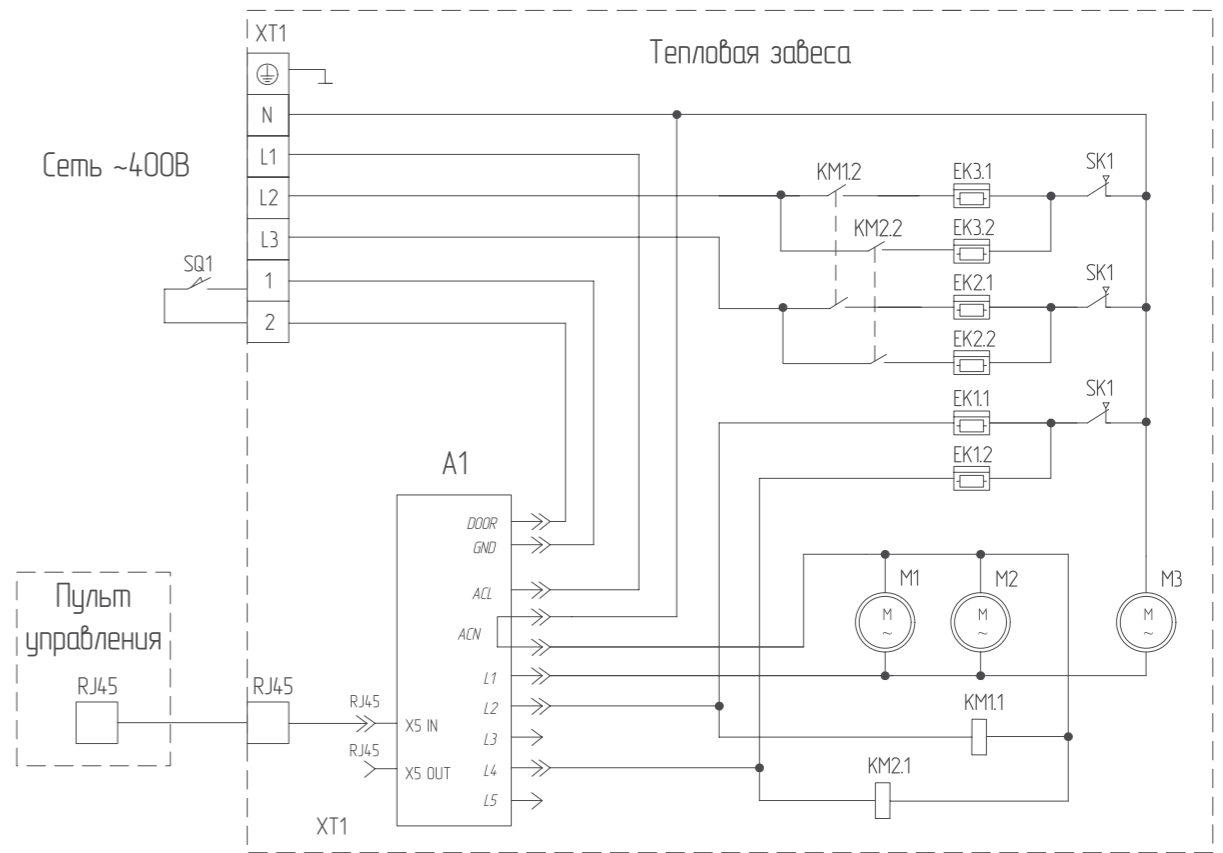 XT1
Тепловая завеса
N
Сеть ~400В
L1
L2
L3
1
2
SQ1
KM1.2
EK3.1
SK1
KM2.2
EK3.2
EK2.1
SK1
EK2.2
EK1.1
SK1
EK1.2
A1
DOOR
GND
ACL
ACN
L1
L2
L3
L4
L5
X5 IN
X5 OUT
RJ45
RJ45
Пульт
управления
RJ45
RJ45
XT1
M1
M
~
M2
M
~
M3
M
~
KM1.1
KM2.1